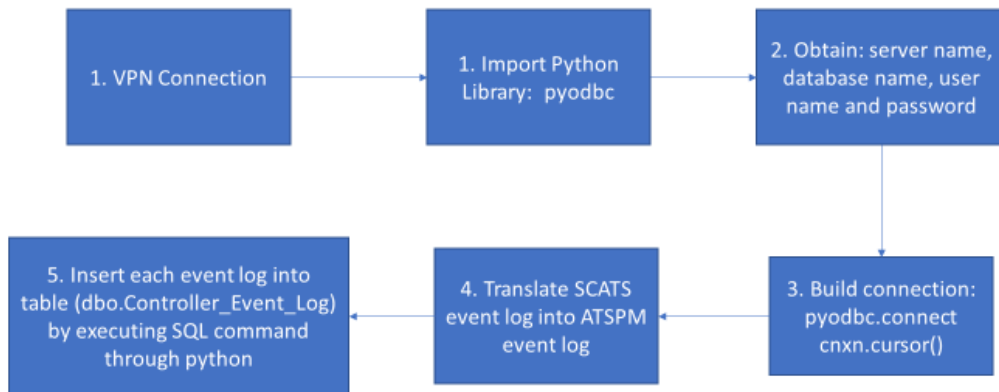 1. VPN Connection
1. Import Python
Library:  pyodbc
2. Obtain: server name,
database name, user
name and password
3. Build connection:
pyodbc.connect
cnxn.cursor()
4. Translate SCATS
event log into ATSPM
event log
5. Insert each event log into
table (dbo.Controller_Event_Log)
by executing SQL command
through python